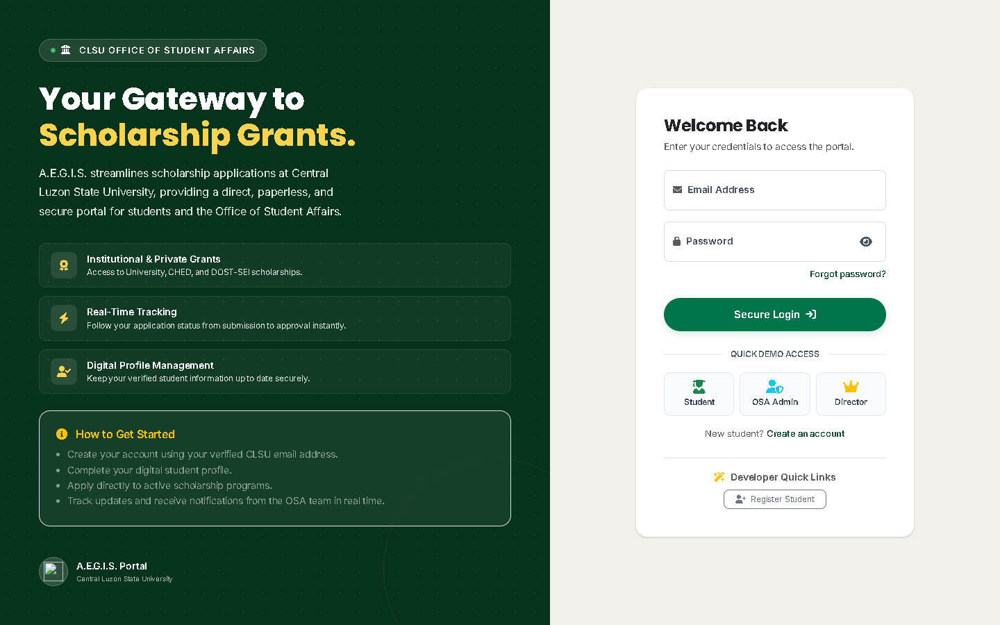 CLSU OFFICE OF STUDENT AFFAIRS
Your Gateway to
Scholarship Grants.
A.E.G.I.S. streamlines scholarship applications at Central
Luzon State University, providing a direct, paperless, and
secure portal for students and the Office of Student Affairs.
Institutional & Private Grants
Access to University, CHED, and DOST-SEI scholarships.
Real-Time Tracking
Follow your application status from submission to approval instantly.
Digital Profile Management
Keep your verified student information up to date securely.
How to Get Started
Create your account using your verified CLSU email address.
Complete your digital student profile.
Apply directly to active scholarship programs.
Track updates and receive notifications from the OSA team in real time.
A.E.G.I.S. Portal
Central Luzon State University
Welcome Back
Enter your credentials to access the portal.
Email Address
Password
Forgot password?
Secure Login
QUICK DEMO ACCESS
Student
OSA Admin
Director
New student? Create an account
Developer Quick Links
Register Student